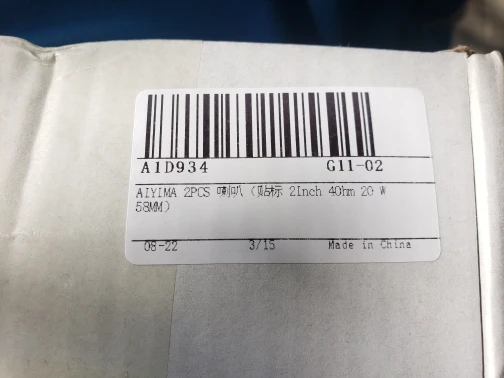 A1D934 G11-02
AIYIMA 2PCS 喇叭（贴标 2Inch 4Ohm 20 W
58MM）
08-22 3/15 Made in China